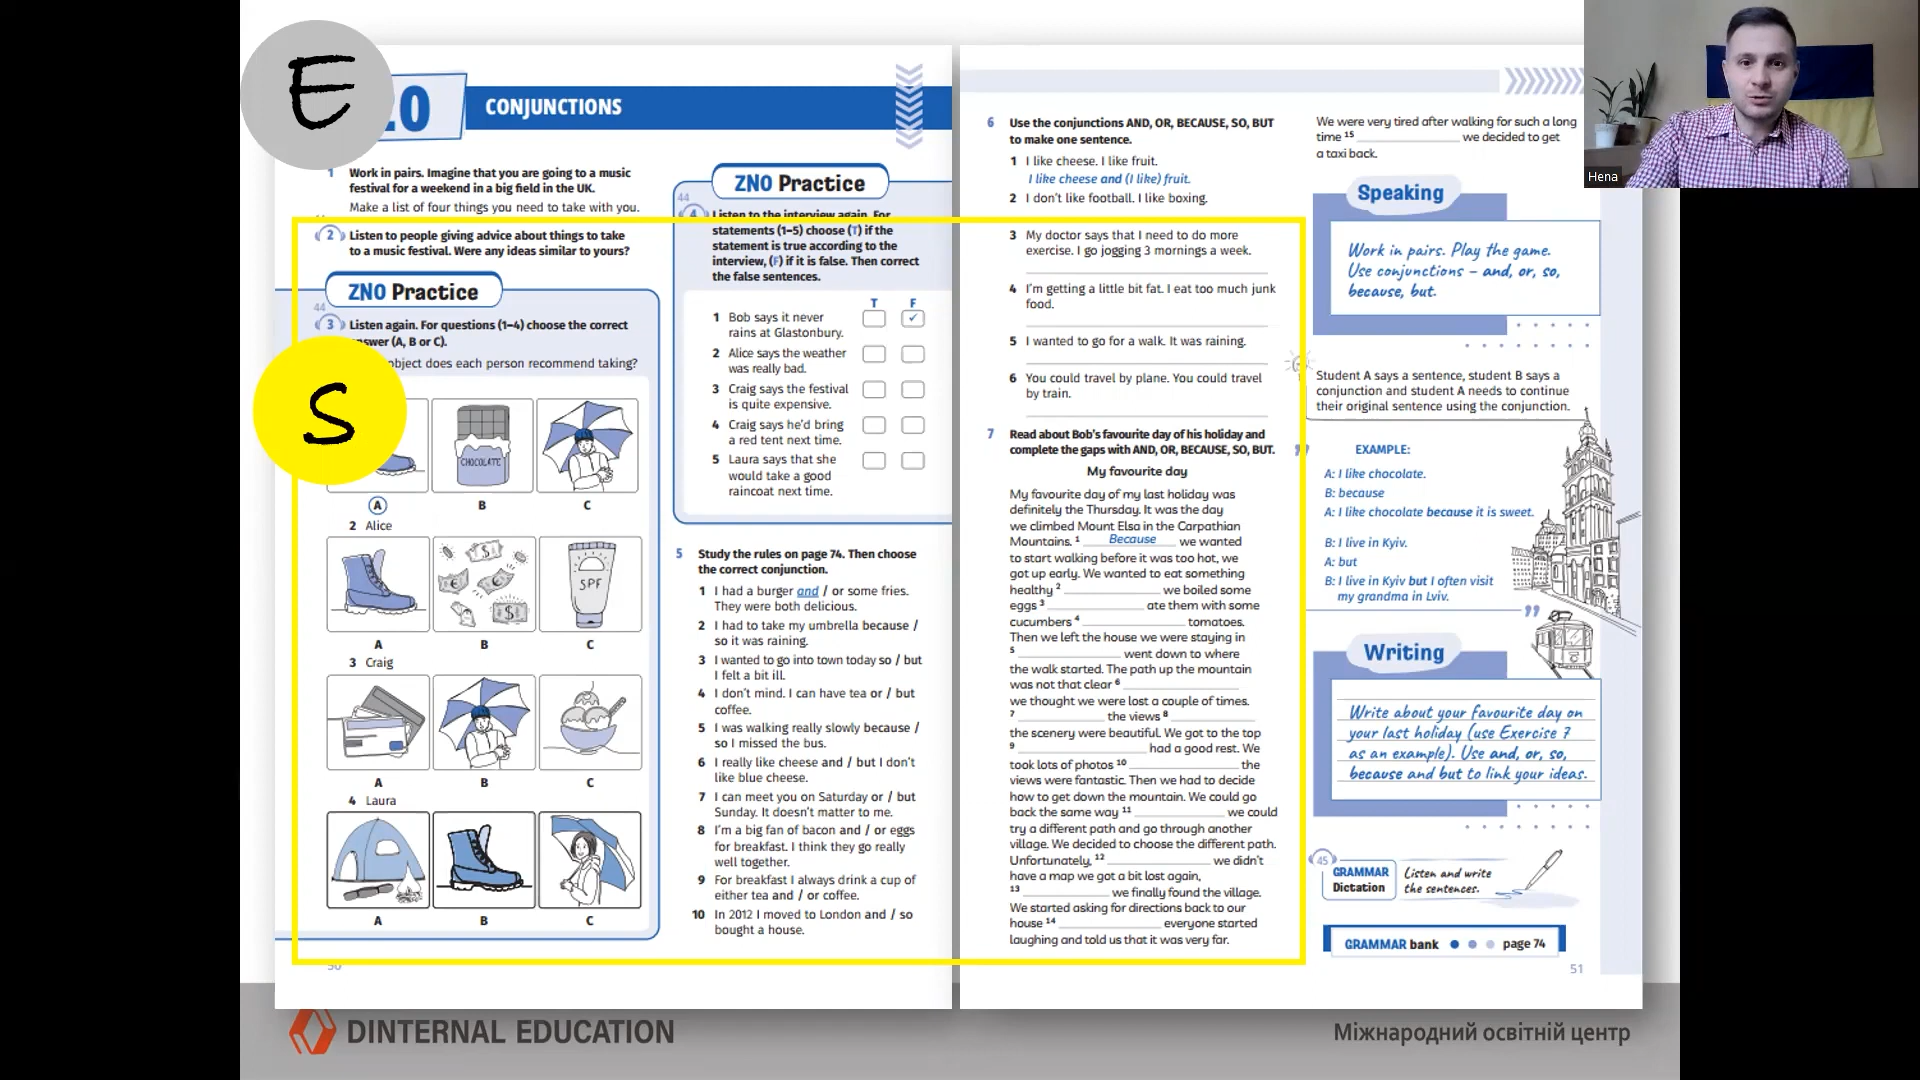 E
CONJUNCTIONS
1 Work in pairs. Imagine that you are going to a music
festival for a weekend in a big field in the UK.
Make a list of four things you need to take with you.
2 Listen to people giving advice about things to take
to a music festival. Were any ideas similar to yours?
ZNO Practice
44
3 Listen again. For questions (1–4) choose the correct
answer (A, B or C).
object does each person recommend taking?
S
CHOCOLATE
A B C
2 Alice
SPF
A B C
3 Craig
A B C
4 Laura
A B C
50
ZNO Practice
44
4 Listen to the interview again. For
statements (1–5) choose (T) if the
statement is true according to the
interview, (F) if it is false. Then correct
the false sentences.
T F
1 Bob says it never
rains at Glastonbury.
2 Alice says the weather
was really bad.
3 Craig says the festival
is quite expensive.
4 Craig says he’d bring
a red tent next time.
5 Laura says that she
would take a good
raincoat next time.
5 Study the rules on page 74. Then choose
the correct conjunction.
1 I had a burger and / or some fries.
They were both delicious.
2 I had to take my umbrella because /
so it was raining.
3 I wanted to go into town today so / but
I felt a bit ill.
4 I don’t mind. I can have tea or / but
coffee.
5 I was walking really slowly because /
so I missed the bus.
6 I really like cheese and / but I don’t
like blue cheese.
7 I can meet you on Saturday or / but
Sunday. It doesn’t matter to me.
8 I’m a big fan of bacon and / or eggs
for breakfast. I think they go really
well together.
9 For breakfast I always drink a cup of
either tea and / or coffee.
10 In 2012 I moved to London and / so
bought a house.
6 Use the conjunctions AND, OR, BECAUSE, SO, BUT
to make one sentence.
1 I like cheese. I like fruit.
I like cheese and (I like) fruit.
2 I don’t like football. I like boxing.
3 My doctor says that I need to do more
exercise. I go jogging 3 mornings a week.
4 I’m getting a little bit fat. I eat too much junk
food.
5 I wanted to go for a walk. It was raining.
6 You could travel by plane. You could travel
by train.
7 Read about Bob’s favourite day of his holiday and
complete the gaps with AND, OR, BECAUSE, SO, BUT.
My favourite day
My favourite day of my last holiday was
definitely the Thursday. It was the day
we climbed Mount Elsa in the Carpathian
Mountains. 1 Because we wanted
to start walking before it was too hot, we
got up early. We wanted to eat something
healthy 2 we boiled some
eggs 3 ate them with some
cucumbers 4 tomatoes.
Then we left the house we were staying in
5 went down to where
the walk started. The path up the mountain
was not that clear 6
we thought we were lost a couple of times.
7 the views 8
the scenery were beautiful. We got to the top
9 had a good rest. We
took lots of photos 10 the
views were fantastic. Then we had to decide
how to get down the mountain. We could go
back the same way 11 we could
try a different path and go through another
village. We decided to choose the different path.
Unfortunately, 12 we didn’t
have a map we got a bit lost again,
13 we finally found the village.
We started asking for directions back to our
house 14 everyone started
laughing and told us that it was very far.
We were very tired after walking for such a long
time 15 we decided to get
a taxi back.
Speaking
Work in pairs. Play the game.
Use conjunctions – and, or, so,
because, but.
Student A says a sentence, student B says a
conjunction and student A needs to continue
their original sentence using the conjunction.
EXAMPLE:
A: I like chocolate.
B: because
A: I like chocolate because it is sweet.
B: I live in Kyiv.
A: but
B: I live in Kyiv but I often visit
my grandma in Lviv.
Writing
Write about your favourite day on
your last holiday (use Exercise 7
as an example). Use and, or, so,
because and but to link your ideas.
45
GRAMMAR
Dictation
Listen and write
the sentences.
GRAMMAR bank page 74
51
Hena
DINTERNAL EDUCATION
Міжнародний освітній центр